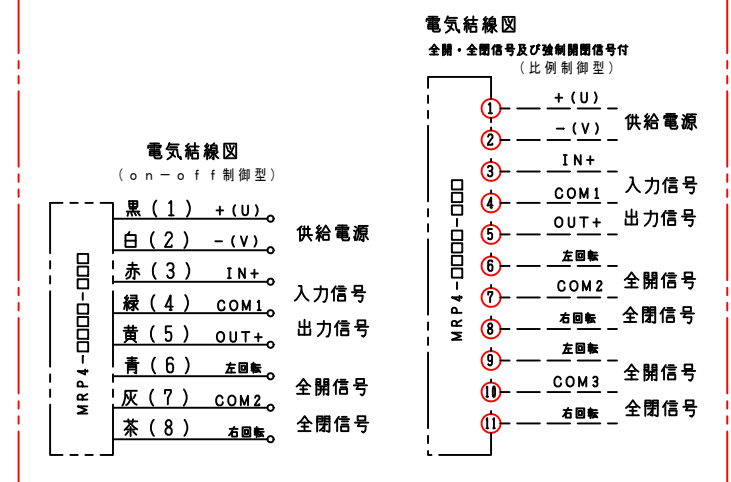 電気結線図
(on-off制御型)
MRP4-□□□□-□□□
黒(1) +(U)
白(2) -(V)
供給電源
赤(3) IN+
緑(4) COM1
入力信号
黄(5) OUT+
出力信号
青(6) 左回転
灰(7) COM2
全開信号
茶(8) 右回転
全閉信号
電気結線図
全開・全閉信号及び強制開閉信号付
(比例制御型)
MRP4-□□□□-□□□
1 +(U)
2 -(V)
供給電源
3 IN+
4 COM1
入力信号
5 OUT+
出力信号
6 左回転
7 COM2
全開信号
8 右回転
全閉信号
9 左回転
10 COM3
全開信号
11 右回転
全閉信号